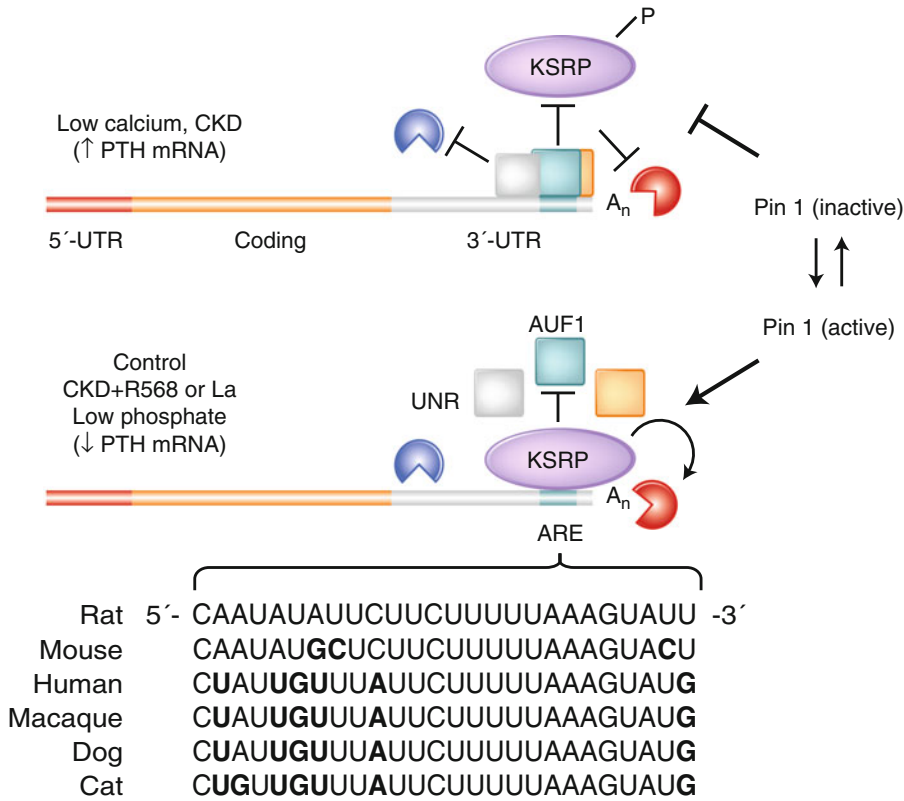 P
KSRP
Low calcium, CKD
(↑ PTH mRNA)
An
5´-UTR Coding 3´-UTR
Pin 1 (inactive)
Pin 1 (active)
AUF1
Control
CKD+R568 or La
Low phosphate
(↓ PTH mRNA)
UNR
KSRP
An
ARE
Rat 5´- CAAUAUAUUCUUCUUUUUAAAGUAUU -3´
Mouse CAAUAUGCUCUUCUUUUUAAAGUACU
Human CUAUUGUUUAUUCUUUUUAAAGUAUG
Macaque CUAUUGUUUAUUCUUUUUAAAGUAUG
Dog CUAUUGUUUAUUCUUUUUAAAGUAUG
Cat CUGUUGUUUAUUCUUUUUAAAGUAUG